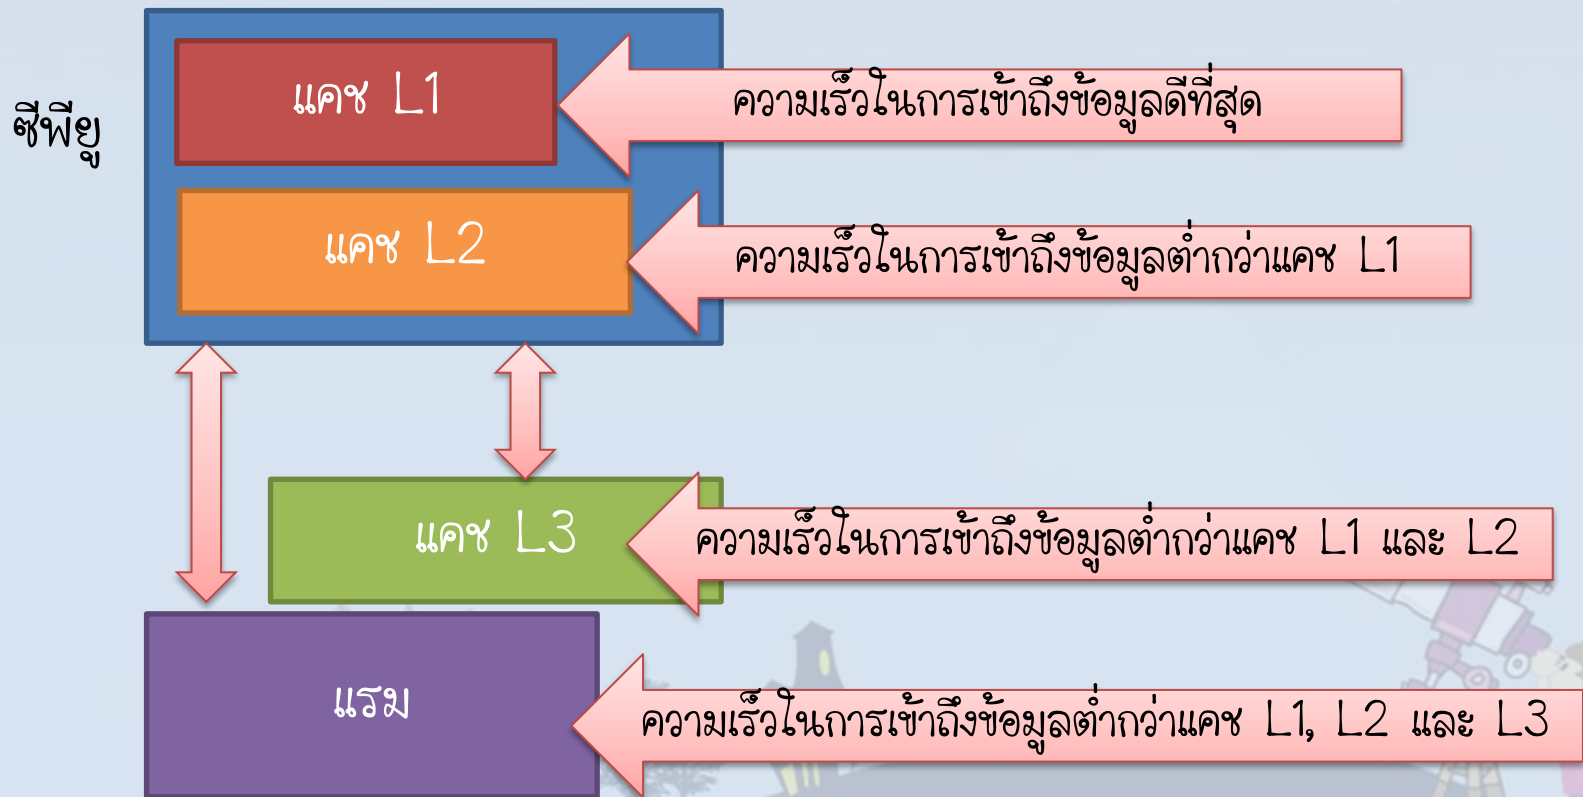 ซีพียู
แคช L1
ความเร็วในการเข้าถึงข้อมูลดีที่สุด
แคช L2
ความเร็วในการเข้าถึงข้อมูลต่ำกว่าแคช L1
แคช L3
ความเร็วในการเข้าถึงข้อมูลต่ำกว่าแคช L1 และ L2
แรม
ความเร็วในการเข้าถึงข้อมูลต่ำกว่าแคช L1, L2 และ L3